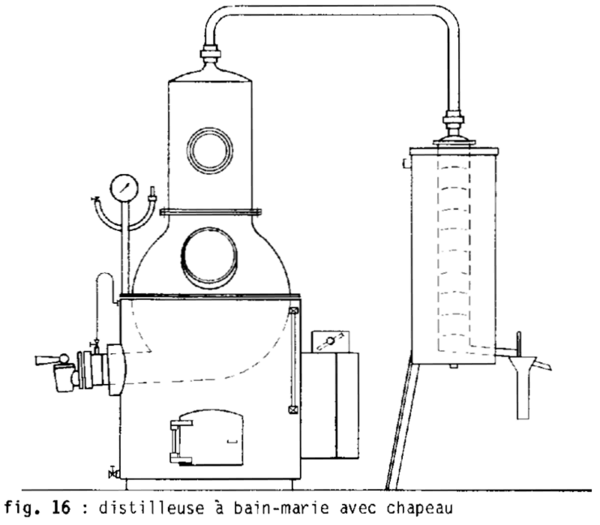 fig. 16 : distilleuse à bain-marie avec chapeau